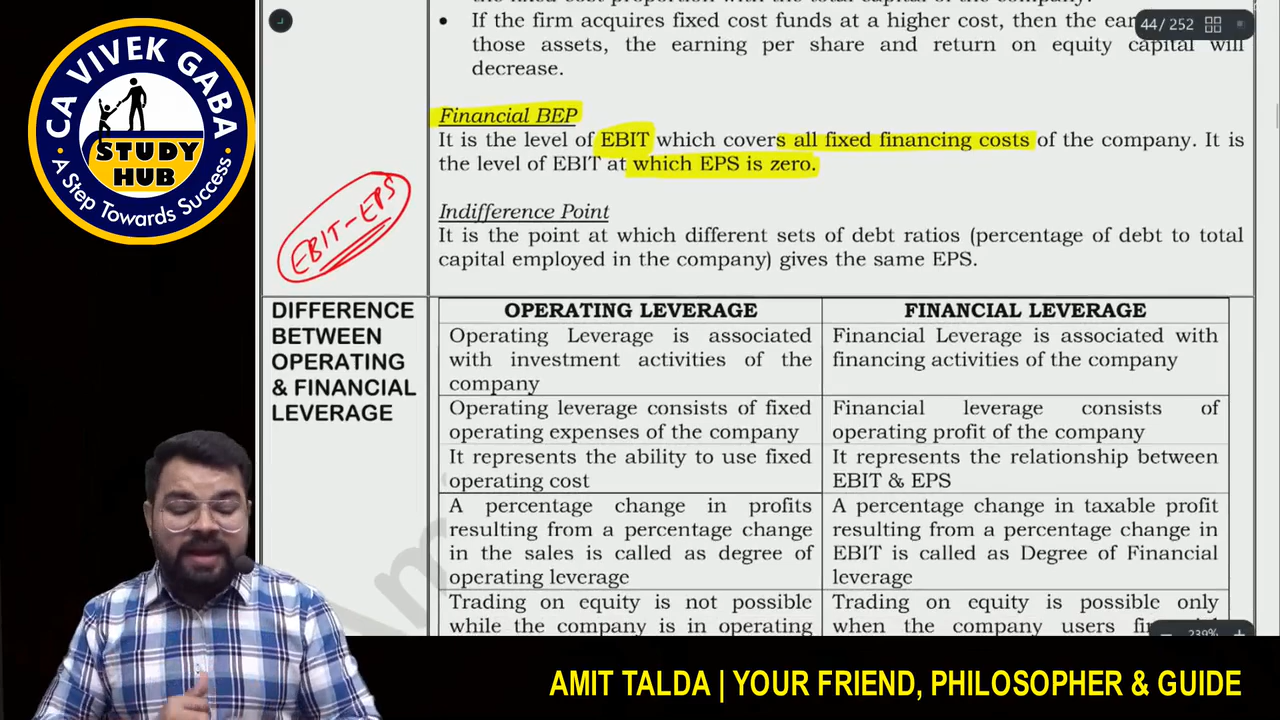 CA VIVEK GABA
STUDY
HUB
A Step Towards Success
44 / 252
If the firm acquires fixed cost funds at a higher cost, then the
those assets, the earning per share and return on equity capital will
decrease.
Financial BEP
It is the level of EBIT which covers all fixed financing costs of the company. It is
the level of EBIT at which EPS is zero.
EBIT-EPS
Indifference Point
It is the point at which different sets of debt ratios (percentage of debt to total
capital employed in the company) gives the same EPS.
DIFFERENCE
BETWEEN
OPERATING
& FINANCIAL
LEVERAGE
OPERATING LEVERAGE
FINANCIAL LEVERAGE
Operating Leverage is associated
with investment activities of the
company
Financial Leverage is associated with
financing activities of the company
Operating leverage consists of fixed
operating expenses of the company
Financial leverage consists of
operating profit of the company
It represents the ability to use fixed
operating cost
It represents the relationship between
EBIT & EPS
A percentage change in profits
resulting from a percentage change
in the sales is called as degree of
operating leverage
A percentage change in taxable profit
resulting from a percentage change in
EBIT is called as Degree of Financial
leverage
Trading on equity is not possible
while the company is in operating
Trading on equity is possible only
when the company users
239%
AMIT TALDA | YOUR FRIEND, PHILOSOPHER & GUIDE